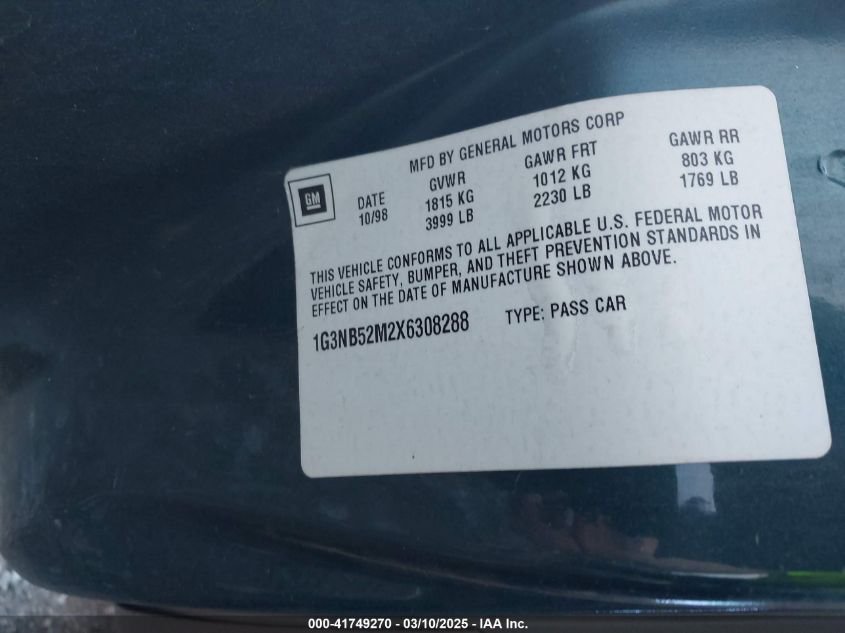 MFD BY GENERAL MOTORS CORP
GM
DATE GVWR GAWR FRT GAWR RR
10/98 1815 KG 1012 KG 803 KG
3999 LB 2230 LB 1769 LB
THIS VEHICLE CONFORMS TO ALL APPLICABLE U.S. FEDERAL MOTOR
VEHICLE SAFETY, BUMPER, AND THEFT PREVENTION STANDARDS IN
EFFECT ON THE DATE OF MANUFACTURE SHOWN ABOVE.
1G3NB52M2X6308288 TYPE: PASS CAR
000-41749270 - 03/10/2025 - IAA Inc.